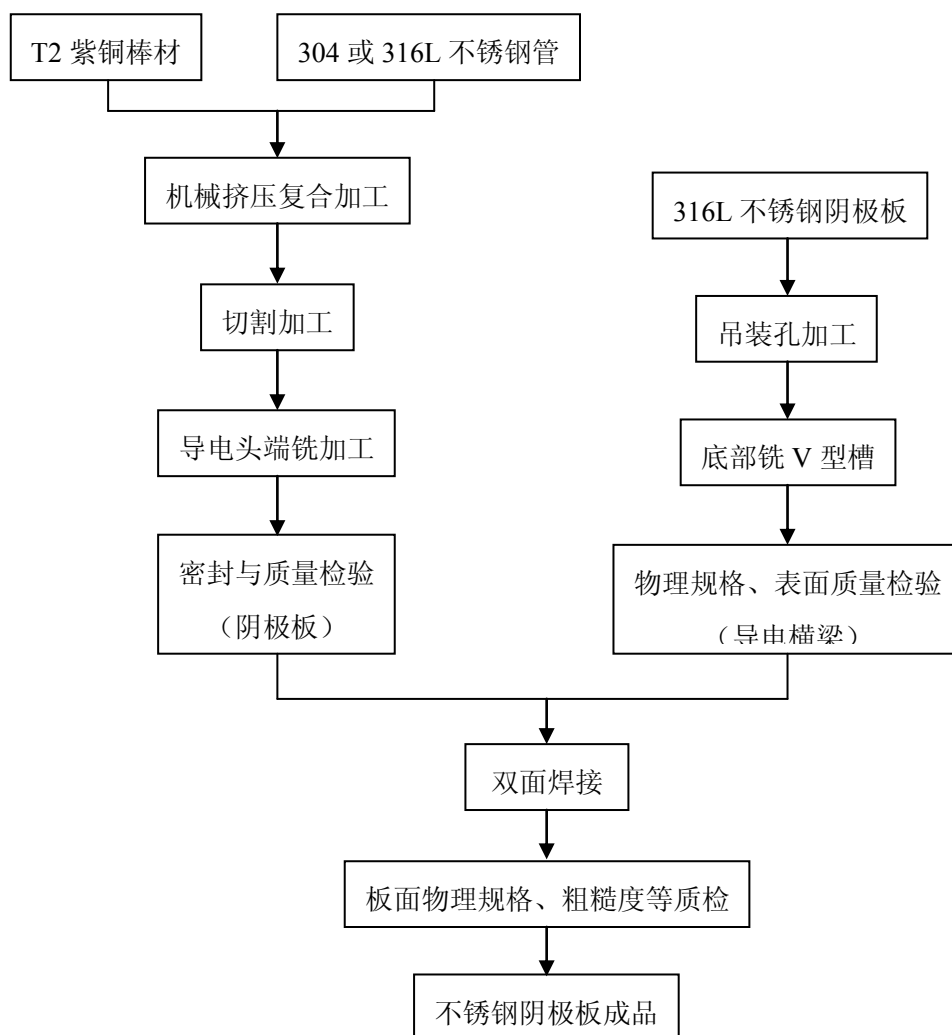 T2 紫铜棒材
304 或 316L 不锈钢管
机械挤压复合加工
316L 不锈钢阴极板
切割加工
吊装孔加工
导电头端铣加工
底部铣 V 型槽
密封与质量检验
（阴极板）
物理规格、表面质量检验
（导电横梁）
双面焊接
板面物理规格、粗糙度等质检
不锈钢阴极板成品